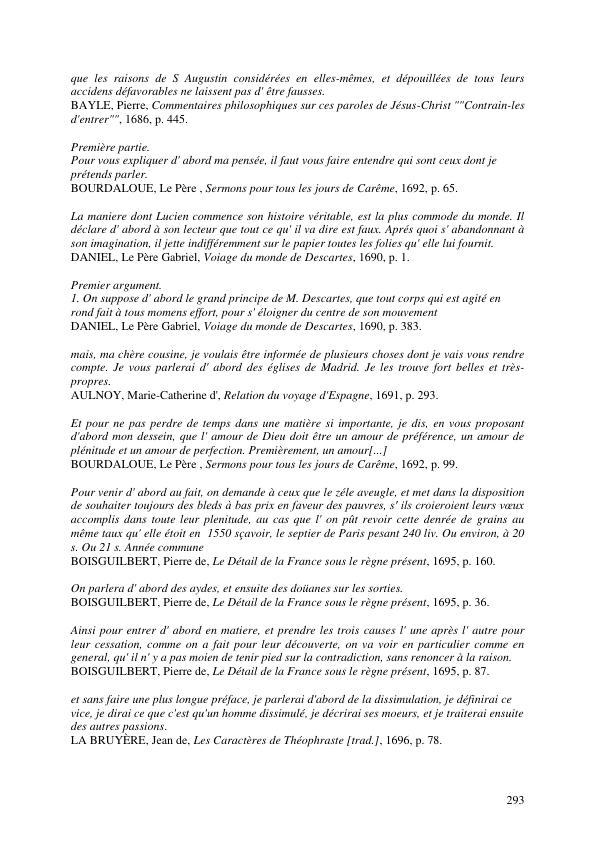 que les raisons de S Augustin considérées en elles-mêmes, et dépouillées de tous leurs
accidens défavorables ne laissent pas d' être fausses.
BAYLE, Pierre, Commentaires philosophiques sur ces paroles de Jésus-Christ ""Contrain-les
d'entrer"", 1686, p. 445.
Première partie.
Pour vous expliquer d' abord ma pensée, il faut vous faire entendre qui sont ceux dont je
prétends parler.
BOURDALOUE, Le Père , Sermons pour tous les jours de Carême, 1692, p. 65.
La maniere dont Lucien commence son histoire véritable, est la plus commode du monde. Il
déclare d' abord à son lecteur que tout ce qu' il va dire est faux. Aprés quoi s' abandonnant à
son imagination, il jette indifféremment sur le papier toutes les folies qu' elle lui fournit.
DANIEL, Le Père Gabriel, Voiage du monde de Descartes, 1690, p. 1.
Premier argument.
1. On suppose d' abord le grand principe de M. Descartes, que tout corps qui est agité en
rond fait à tous momens effort, pour s' éloigner du centre de son mouvement
DANIEL, Le Père Gabriel, Voiage du monde de Descartes, 1690, p. 383.
mais, ma chère cousine, je voulais être informée de plusieurs choses dont je vais vous rendre
compte. Je vous parlerai d' abord des églises de Madrid. Je les trouve fort belles et très-
propres.
AULNOY, Marie-Catherine d', Relation du voyage d'Espagne, 1691, p. 293.
Et pour ne pas perdre de temps dans une matière si importante, je dis, en vous proposant
d'abord mon dessein, que l' amour de Dieu doit être un amour de préférence, un amour de
plénitude et un amour de perfection. Premièrement, un amour[...]
BOURDALOUE, Le Père , Sermons pour tous les jours de Carême, 1692, p. 99.
Pour venir d' abord au fait, on demande à ceux que le zéle aveugle, et met dans la disposition
de souhaiter toujours des bleds à bas prix en faveur des pauvres, s' ils croieroient leurs vœux
accomplis dans toute leur plenitude, au cas que l' on pût revoir cette denrée de grains au
même taux qu' elle étoit en  1550 sçavoir, le septier de Paris pesant 240 liv. Ou environ, à 20
s. Ou 21 s. Année commune
BOISGUILBERT, Pierre de, Le Détail de la France sous le règne présent, 1695, p. 160.
On parlera d' abord des aydes, et ensuite des doüanes sur les sorties.
BOISGUILBERT, Pierre de, Le Détail de la France sous le règne présent, 1695, p. 36.
Ainsi pour entrer d' abord en matiere, et prendre les trois causes l' une après l' autre pour
leur cessation, comme on a fait pour leur découverte, on va voir en particulier comme en
general, qu' il n' y a pas moien de tenir pied sur la contradiction, sans renoncer à la raison.
BOISGUILBERT, Pierre de, Le Détail de la France sous le règne présent, 1695, p. 87.
et sans faire une plus longue préface, je parlerai d'abord de la dissimulation, je définirai ce
vice, je dirai ce que c'est qu'un homme dissimulé, je décrirai ses moeurs, et je traiterai ensuite
des autres passions.
LA BRUYÈRE, Jean de, Les Caractères de Théophraste [trad.], 1696, p. 78.
293